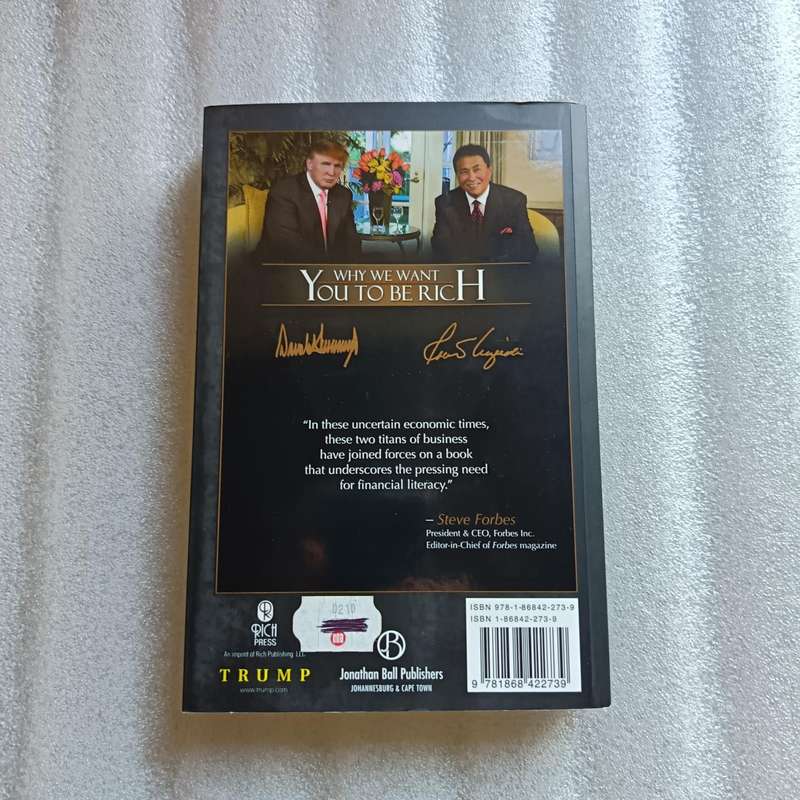 WHY WE WANT
YOU TO BE RICH
“In these uncertain economic times,
these two titans of business
have joined forces on a book
that underscores the pressing need
for financial literacy.”
– Steve Forbes
President & CEO, Forbes Inc.
Editor-in-Chief of Forbes magazine
RICH
PRESS
An imprint of Rich Publishing, LLC.
TRUMP
www.trump.com
D21D
B
Jonathan Ball Publishers
JOHANNESBURG & CAPE TOWN
ISBN 978-1-86842-273-9
ISBN 1-86842-273-9
9 781868 422739